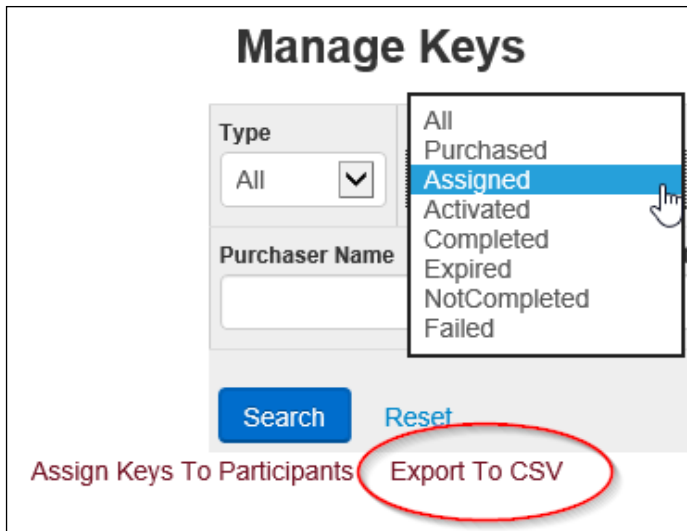 Manage Keys
Type
All
All
Purchased
Assigned
Activated
Completed
Expired
NotCompleted
Failed
Purchaser Name
Search Reset
Assign Keys To Participants Export To CSV